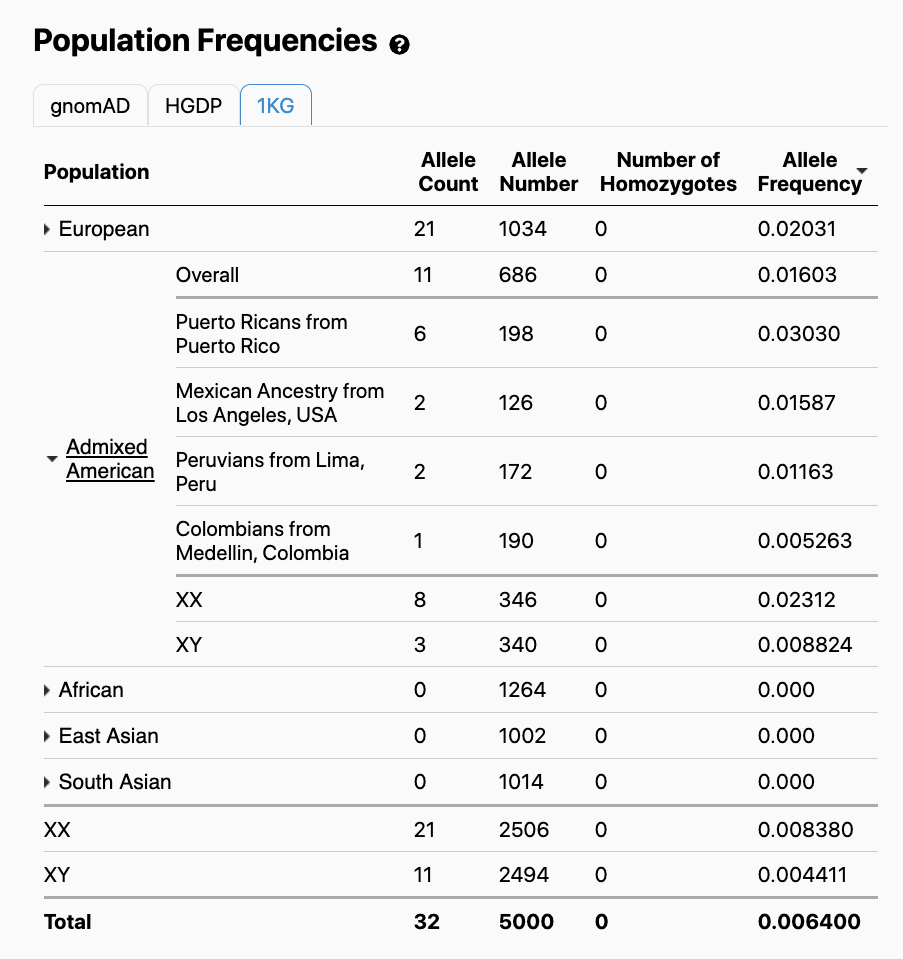 Population Frequencies ?
gnomAD HGDP 1KG
Population Allele Count Allele Number Number of Homozygotes Allele Frequency
European 21 1034 0 0.02031
Admixed American
Overall 11 686 0 0.01603
Puerto Ricans from Puerto Rico 6 198 0 0.03030
Mexican Ancestry from Los Angeles, USA 2 126 0 0.01587
Peruvians from Lima, Peru 2 172 0 0.01163
Colombians from Medellin, Colombia 1 190 0 0.005263
XX 8 346 0 0.02312
XY 3 340 0 0.008824
African 0 1264 0 0.000
East Asian 0 1002 0 0.000
South Asian 0 1014 0 0.000
XX 21 2506 0 0.008380
XY 11 2494 0 0.004411
Total 32 5000 0 0.006400